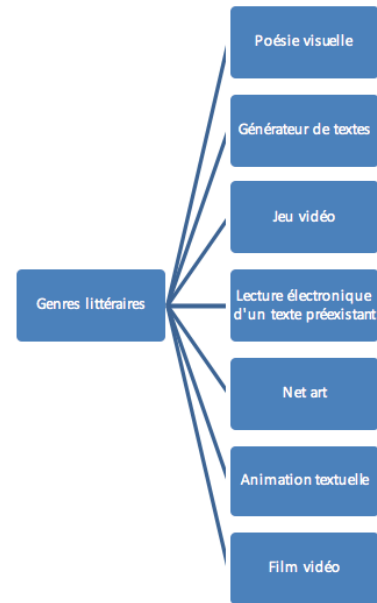 Genres littéraires
Poésie visuelle
Générateur de textes
Jeu vidéo
Lecture électronique
d'un texte préexistant
Net art
Animation textuelle
Film vidéo